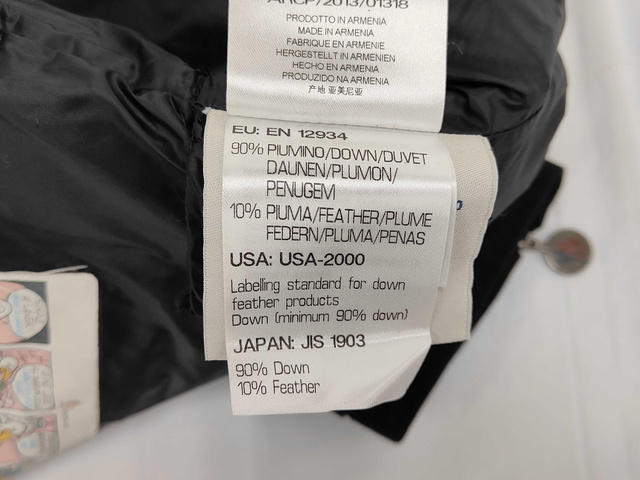 ARCP/2013/01318
PRODOTTO IN ARMENIA
MADE IN ARMENIA
FABRIQUE EN ARMENIE
HERGESTELLT IN ARMENIEN
HECHO EN ARMENIA
PRODUZIDO NA ARMENIA
产地 亚美尼亚
EU: EN 12934
90% PIUMINO/DOWN/DUVET
DAUNEN/PLUMON/
PENUGEM
10% PIUMA/FEATHER/PLUME
FEDERN/PLUMA/PENAS
USA: USA-2000
Labelling standard for down
feather products
Down (minimum 90% down)
JAPAN: JIS 1903
90% Down
10% Feather